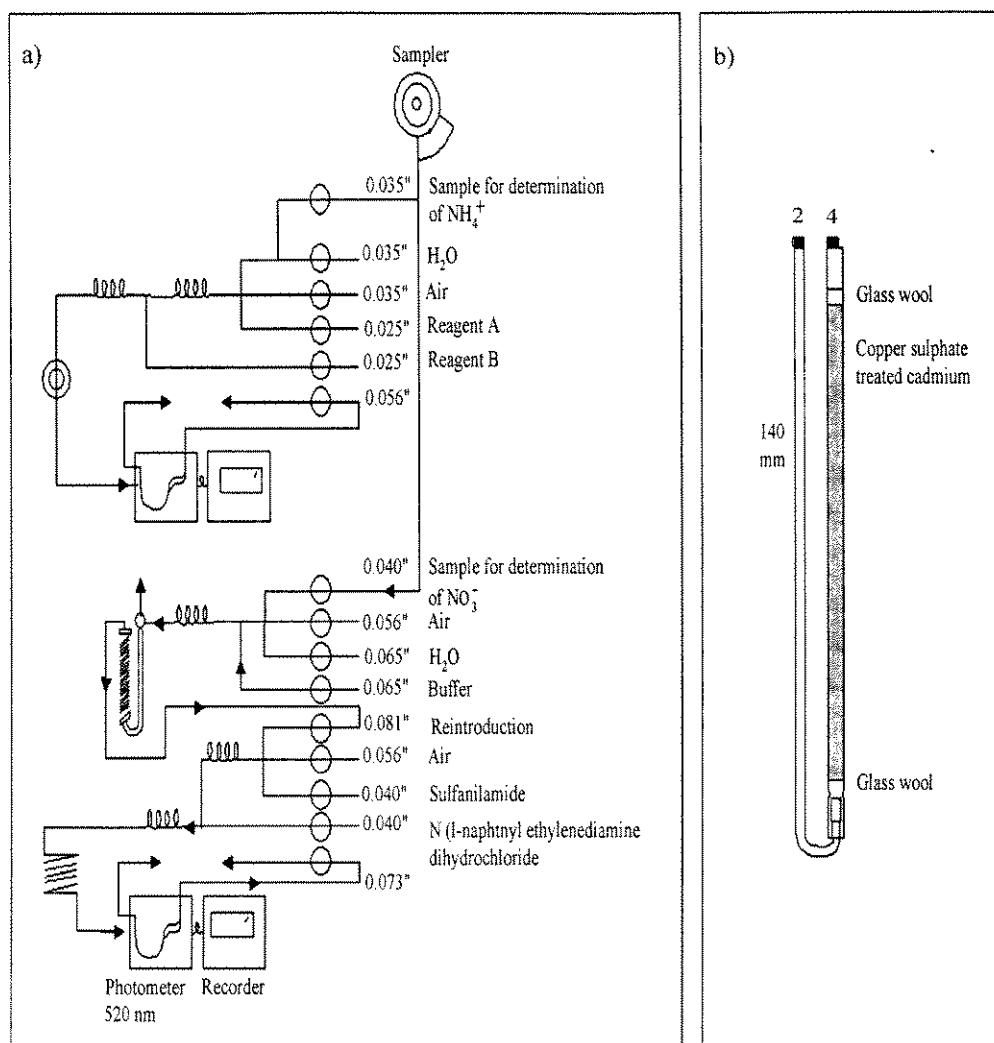 a)
Sampler
0.035" Sample for determination
of NH₄⁺
0.035" H₂O
0.035" Air
0.025" Reagent A
0.025" Reagent B
0.056"
0.040" Sample for determination
of NO₃⁻
0.056" Air
0.065" H₂O
0.065" Buffer
0.081" Reintroduction
0.056" Air
0.040" Sulfanilamide
0.040" N (l-naphtnyl ethylenediamine
dihydrochloride
0.073"
Photometer Recorder
520 nm
b)
2 4
Glass wool
Copper sulphate
treated cadmium
140
mm
Glass wool